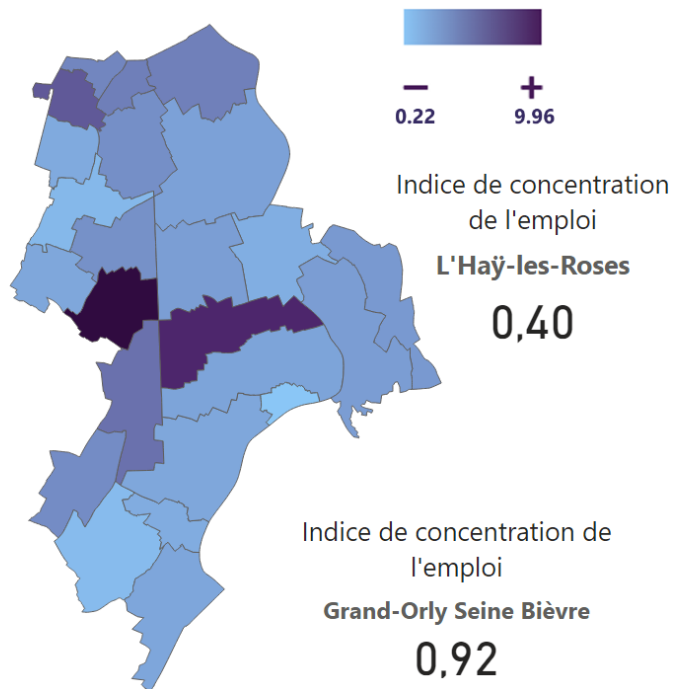 − +
0.22 9.96
Indice de concentration
de l'emploi
L'Haÿ-les-Roses
0,40
Indice de concentration de
l'emploi
Grand-Orly Seine Bièvre
0,92